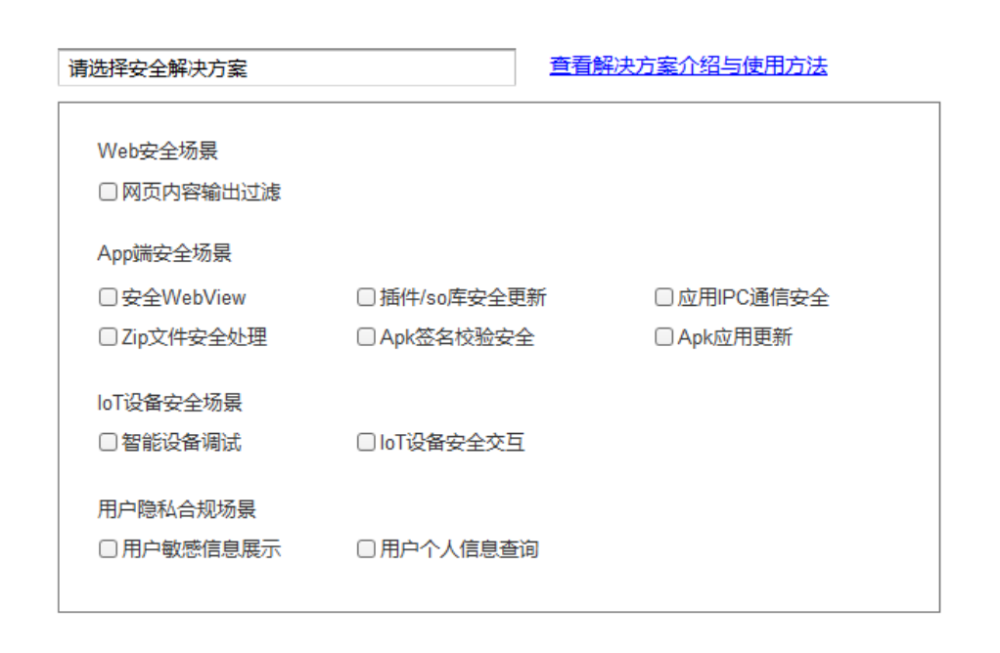 请选择安全解决方案 查看解决方案介绍与使用方法
Web安全场景
网页内容输出过滤
App端安全场景
安全WebView 插件/so库安全更新 应用IPC通信安全
Zip文件安全处理 Apk签名校验安全 Apk应用更新
IoT设备安全场景
智能设备调试 IoT设备安全交互
用户隐私合规场景
用户敏感信息展示 用户个人信息查询